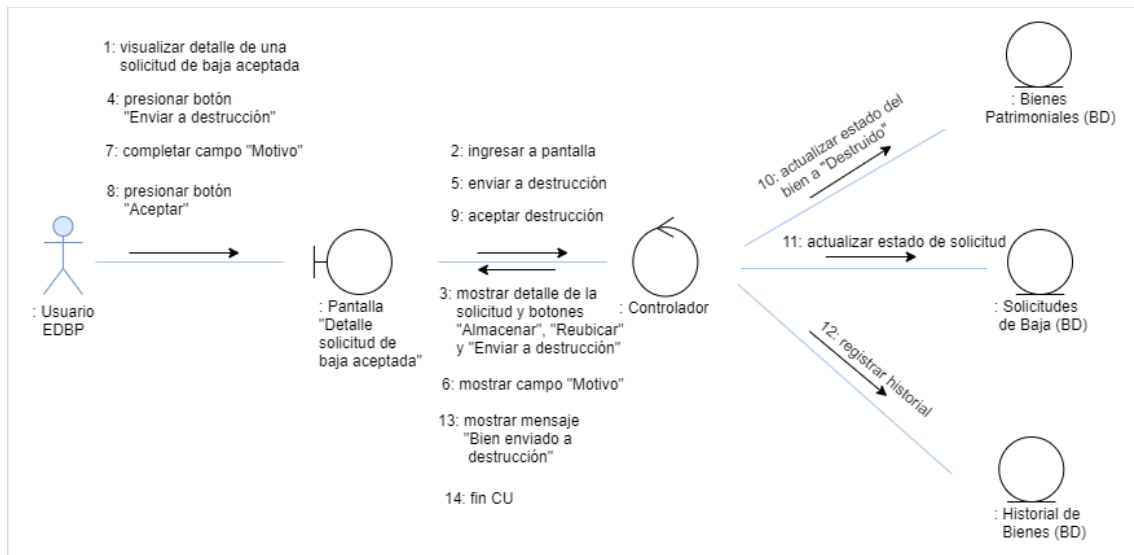 1: visualizar detalle de una
solicitud de baja aceptada
4: presionar botón
"Enviar a destrucción"
7: completar campo "Motivo"
8: presionar botón
"Aceptar"
: Usuario
EDBP
: Pantalla
"Detalle
solicitud de
baja aceptada"
2: ingresar a pantalla
5: enviar a destrucción
9: aceptar destrucción
3: mostrar detalle de la
solicitud y botones
"Almacenar", "Reubicar"
y "Enviar a destrucción"
6: mostrar campo "Motivo"
13: mostrar mensaje
"Bien enviado a
destrucción"
14: fin CU
: Controlador
10: actualizar estado del
bien a "Destruido"
: Bienes
Patrimoniales (BD)
11: actualizar estado de solicitud
: Solicitudes
de Baja (BD)
12: registrar historial
: Historial de
Bienes (BD)